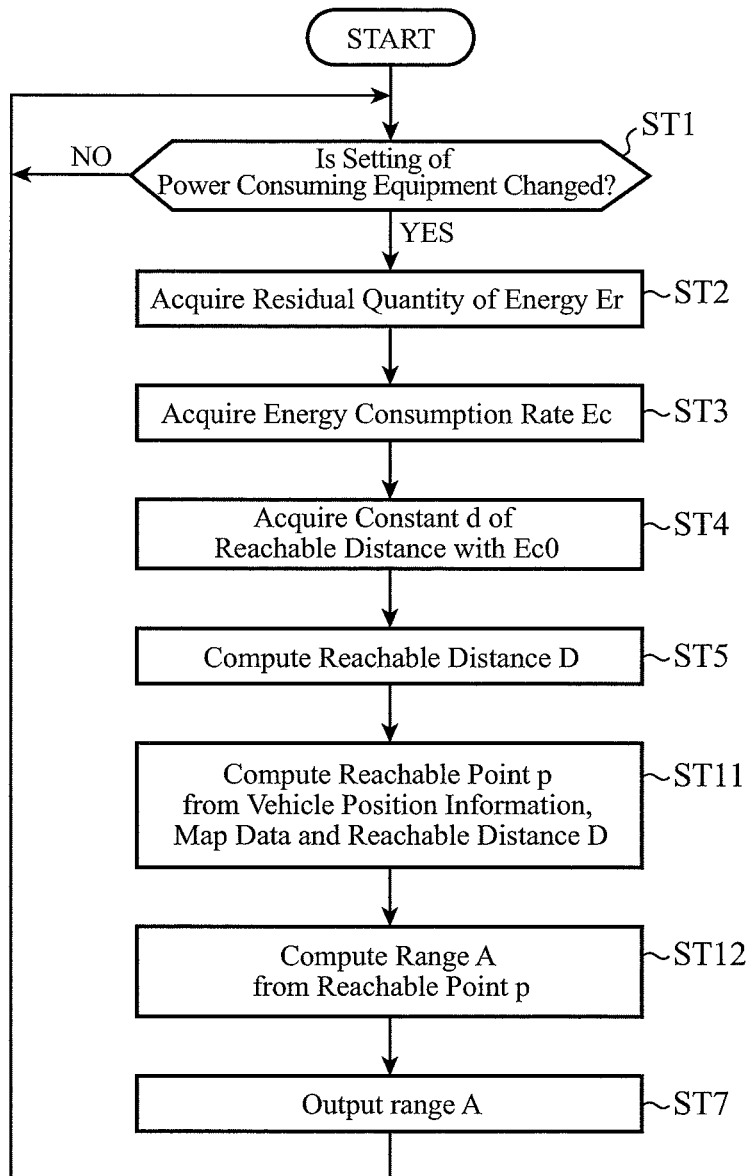 START
ST1
NO
Is Setting of
Power Consuming Equipment Changed?
YES
Acquire Residual Quantity of Energy Er
ST2
Acquire Energy Consumption Rate Ec
ST3
Acquire Constant d of
Reachable Distance with Ec0
ST4
Compute Reachable Distance D
ST5
Compute Reachable Point p
from Vehicle Position Information,
Map Data and Reachable Distance D
ST11
Compute Range A
from Reachable Point p
ST12
Output range A
ST7